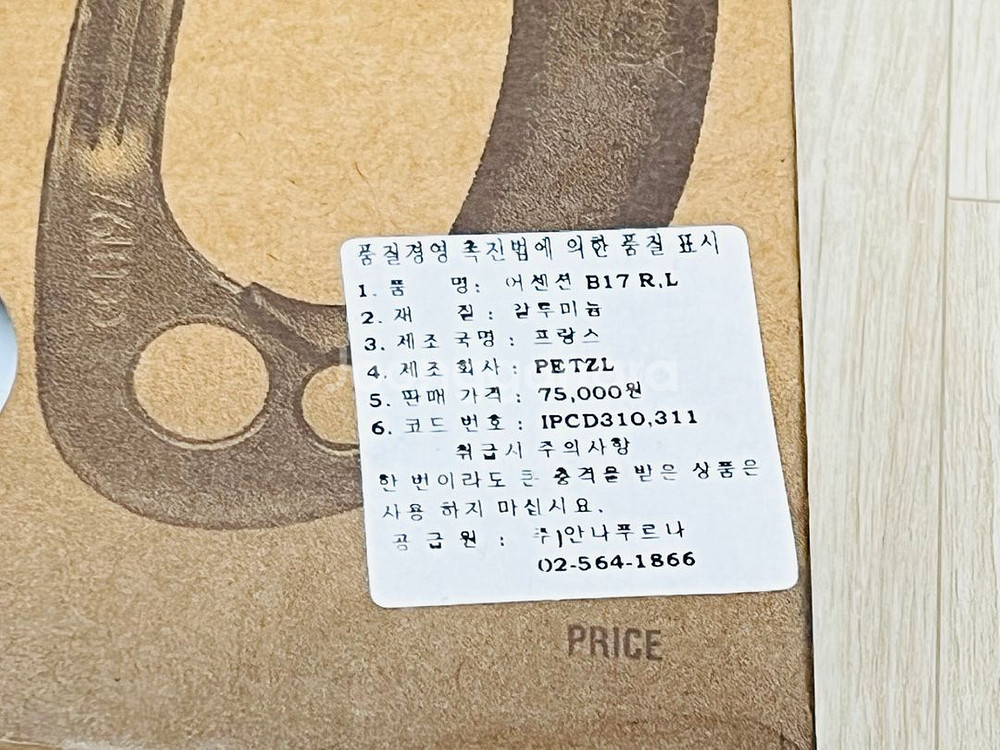 품질경영 촉진법에 의한 품질 표시
1. 품 명: 어센션 B17 R,L
2. 재 질: 알루미늄
3. 제조 국명: 프랑스
4. 제조 회사: PETZL
5. 판매 가격: 75,000원
6. 코드 번호: IPCD310,311
취급시 주의사항
한 번이라도 큰 충격을 받은 상품은
사용 하지 마십시요.
공 급 원 : 주)안나푸르나
02-564-1866
PRICE